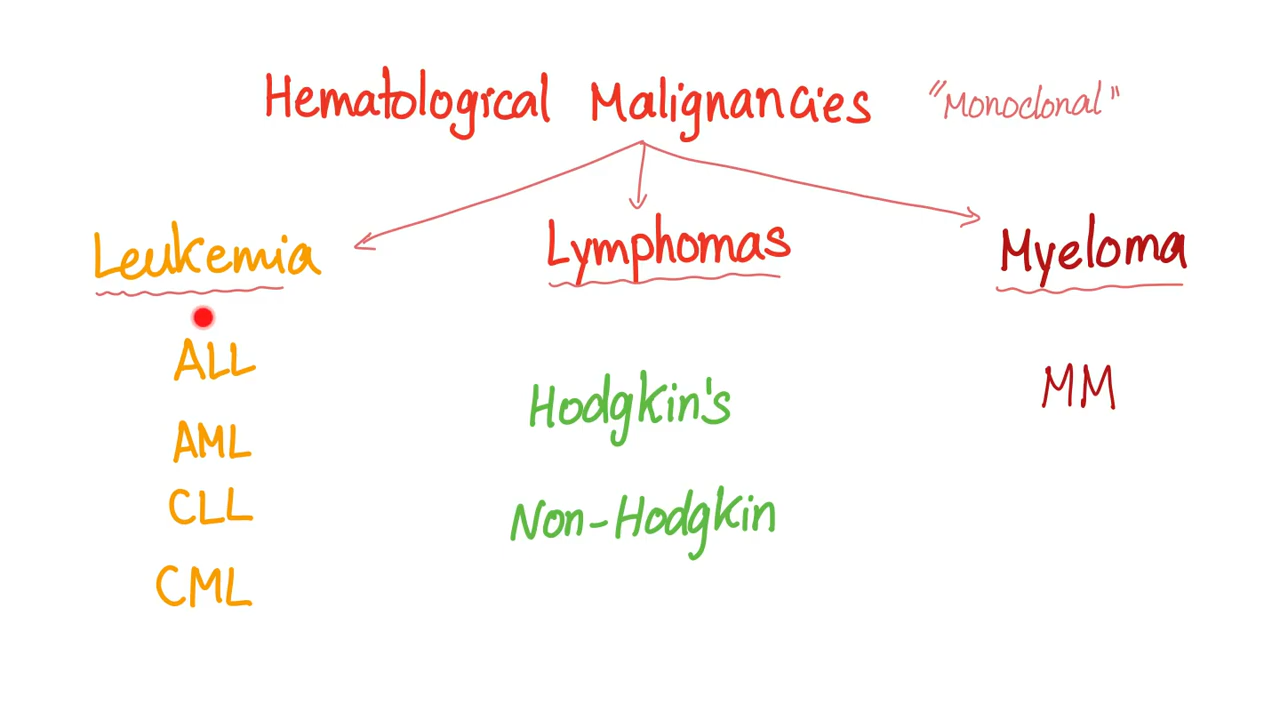 Hematological Malignancies "Monoclonal"
Leukemia
Lymphomas
Myeloma
ALL
AML
CLL
CML
Hodgkin's
Non-Hodgkin
MM